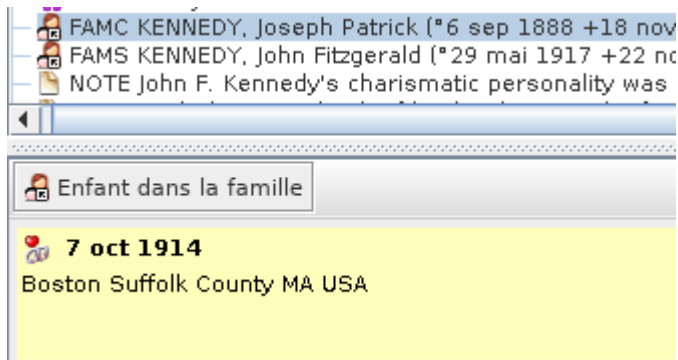 FAMC KENNEDY, Joseph Patrick (°6 sep 1888 +18 nov
FAMS KENNEDY, John Fitzgerald (°29 mai 1917 +22 no
NOTE John F. Kennedy's charismatic personality was
Enfant dans la famille
7 oct 1914
Boston Suffolk County MA USA